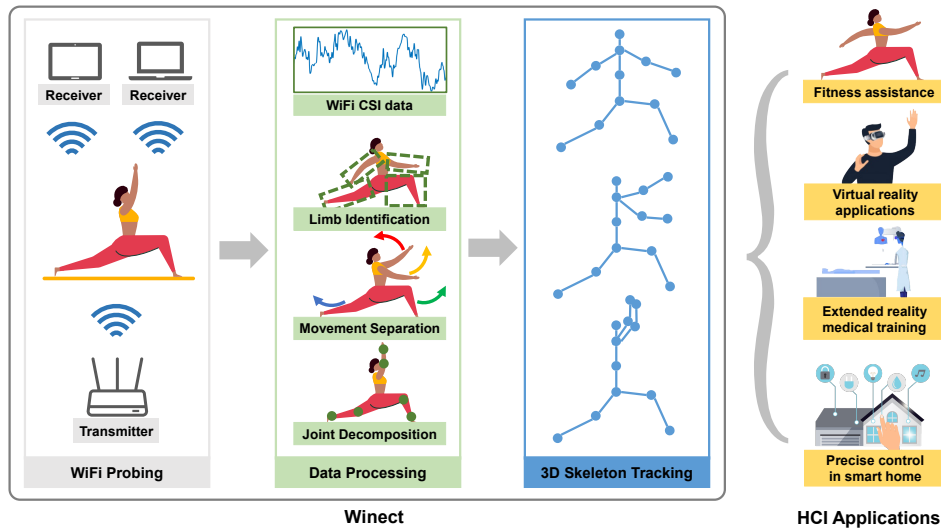 Receiver
Receiver
Transmitter
WiFi Probing
WiFi CSI data
Limb Identification
Movement Separation
Joint Decomposition
Data Processing
3D Skeleton Tracking
Winect
Fitness assistance
Virtual reality
applications
Extended reality
medical training
Precise control
in smart home
HCI Applications